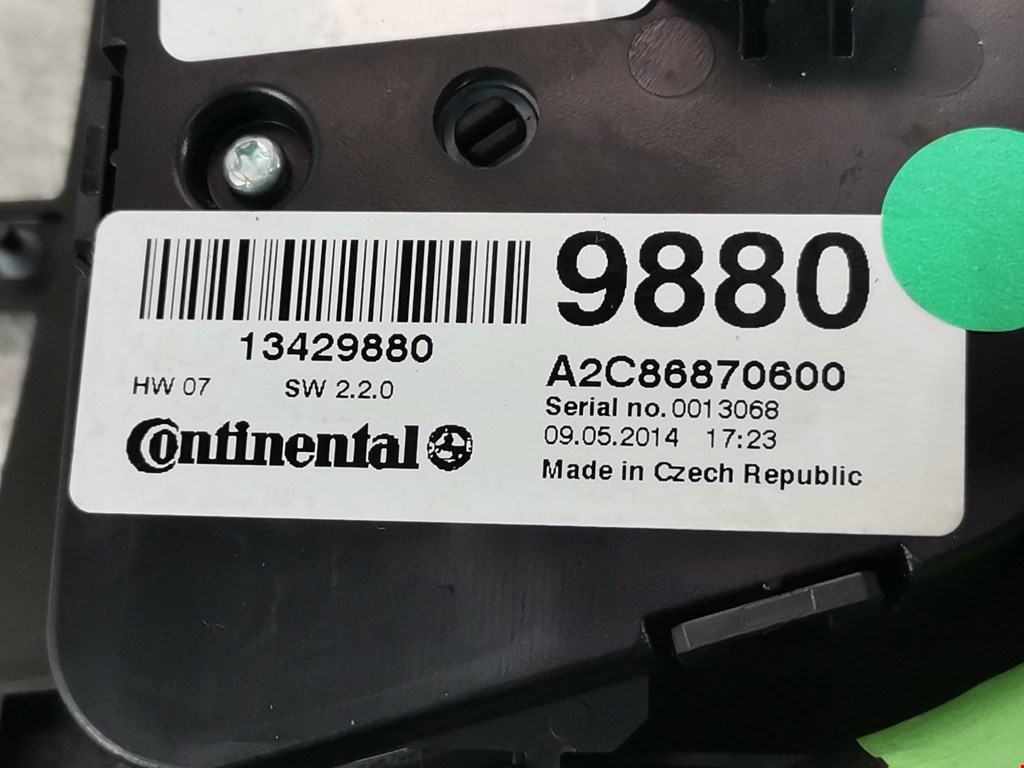 9880
13429880
A2C86870600
HW 07 SW 2.2.0
Serial no. 0013068
09.05.2014 17:23
Continental
Made in Czech Republic